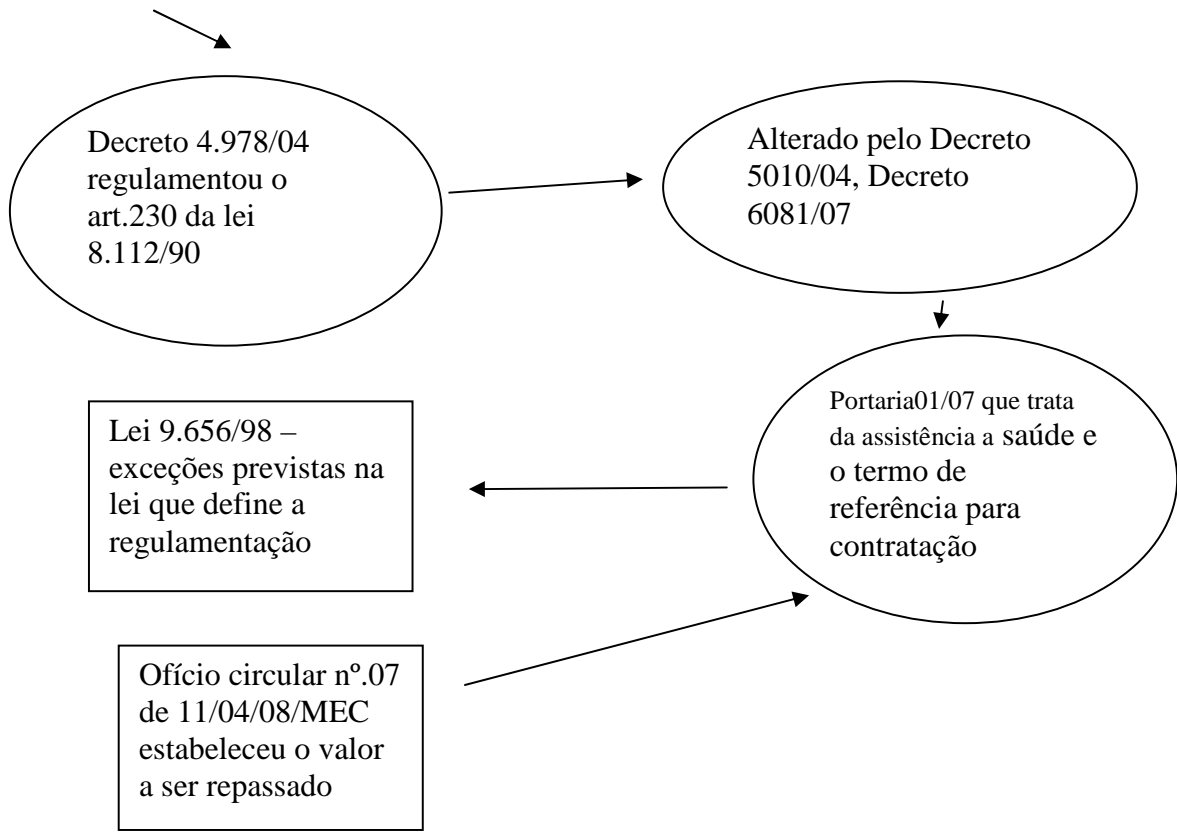 Decreto 4.978/04
regulamentou o
art.230 da lei
8.112/90
Alterado pelo Decreto
5010/04, Decreto
6081/07
Portaria01/07 que trata
da assistência a saúde e
o termo de
referência para
contratação
Lei 9.656/98 –
exceções previstas na
lei que define a
regulamentação
Ofício circular nº.07
de 11/04/08/MEC
estabeleceu o valor
a ser repassado